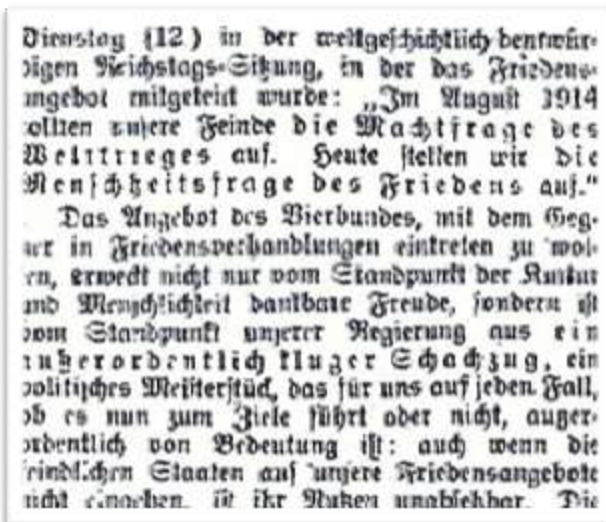 Dienstag (12) in der weltgeschichtlich denkwür-
digen Reichstags-Sitzung, in der das Friedens-
angebot mitgeteilt wurde: „Im August 1914
rollten unsere Feinde die Machtfrage des
Weltkrieges auf. Heute stellen wir die
Menschheitsfrage des Friedens auf.“
Das Angebot des Vierbundes, mit dem Geg-
ner in Friedensverhandlungen eintreten zu wol-
len, erweckt nicht nur vom Standpunkt der Kultur
und Menschlichkeit dankbare Freude, sondern ist
vom Standpunkt unserer Regierung aus ein
außerordentlich kluger Schachzug, ein
politisches Meisterstück, das für uns auf jeden Fall,
ob es nun zum Ziele führt oder nicht, außer-
ordentlich von Bedeutung ist: auch wenn die
feindlichen Staaten auf unsere Friedensangebote
nicht eingehen, ist ihr Nutzen unabsehbar. Die